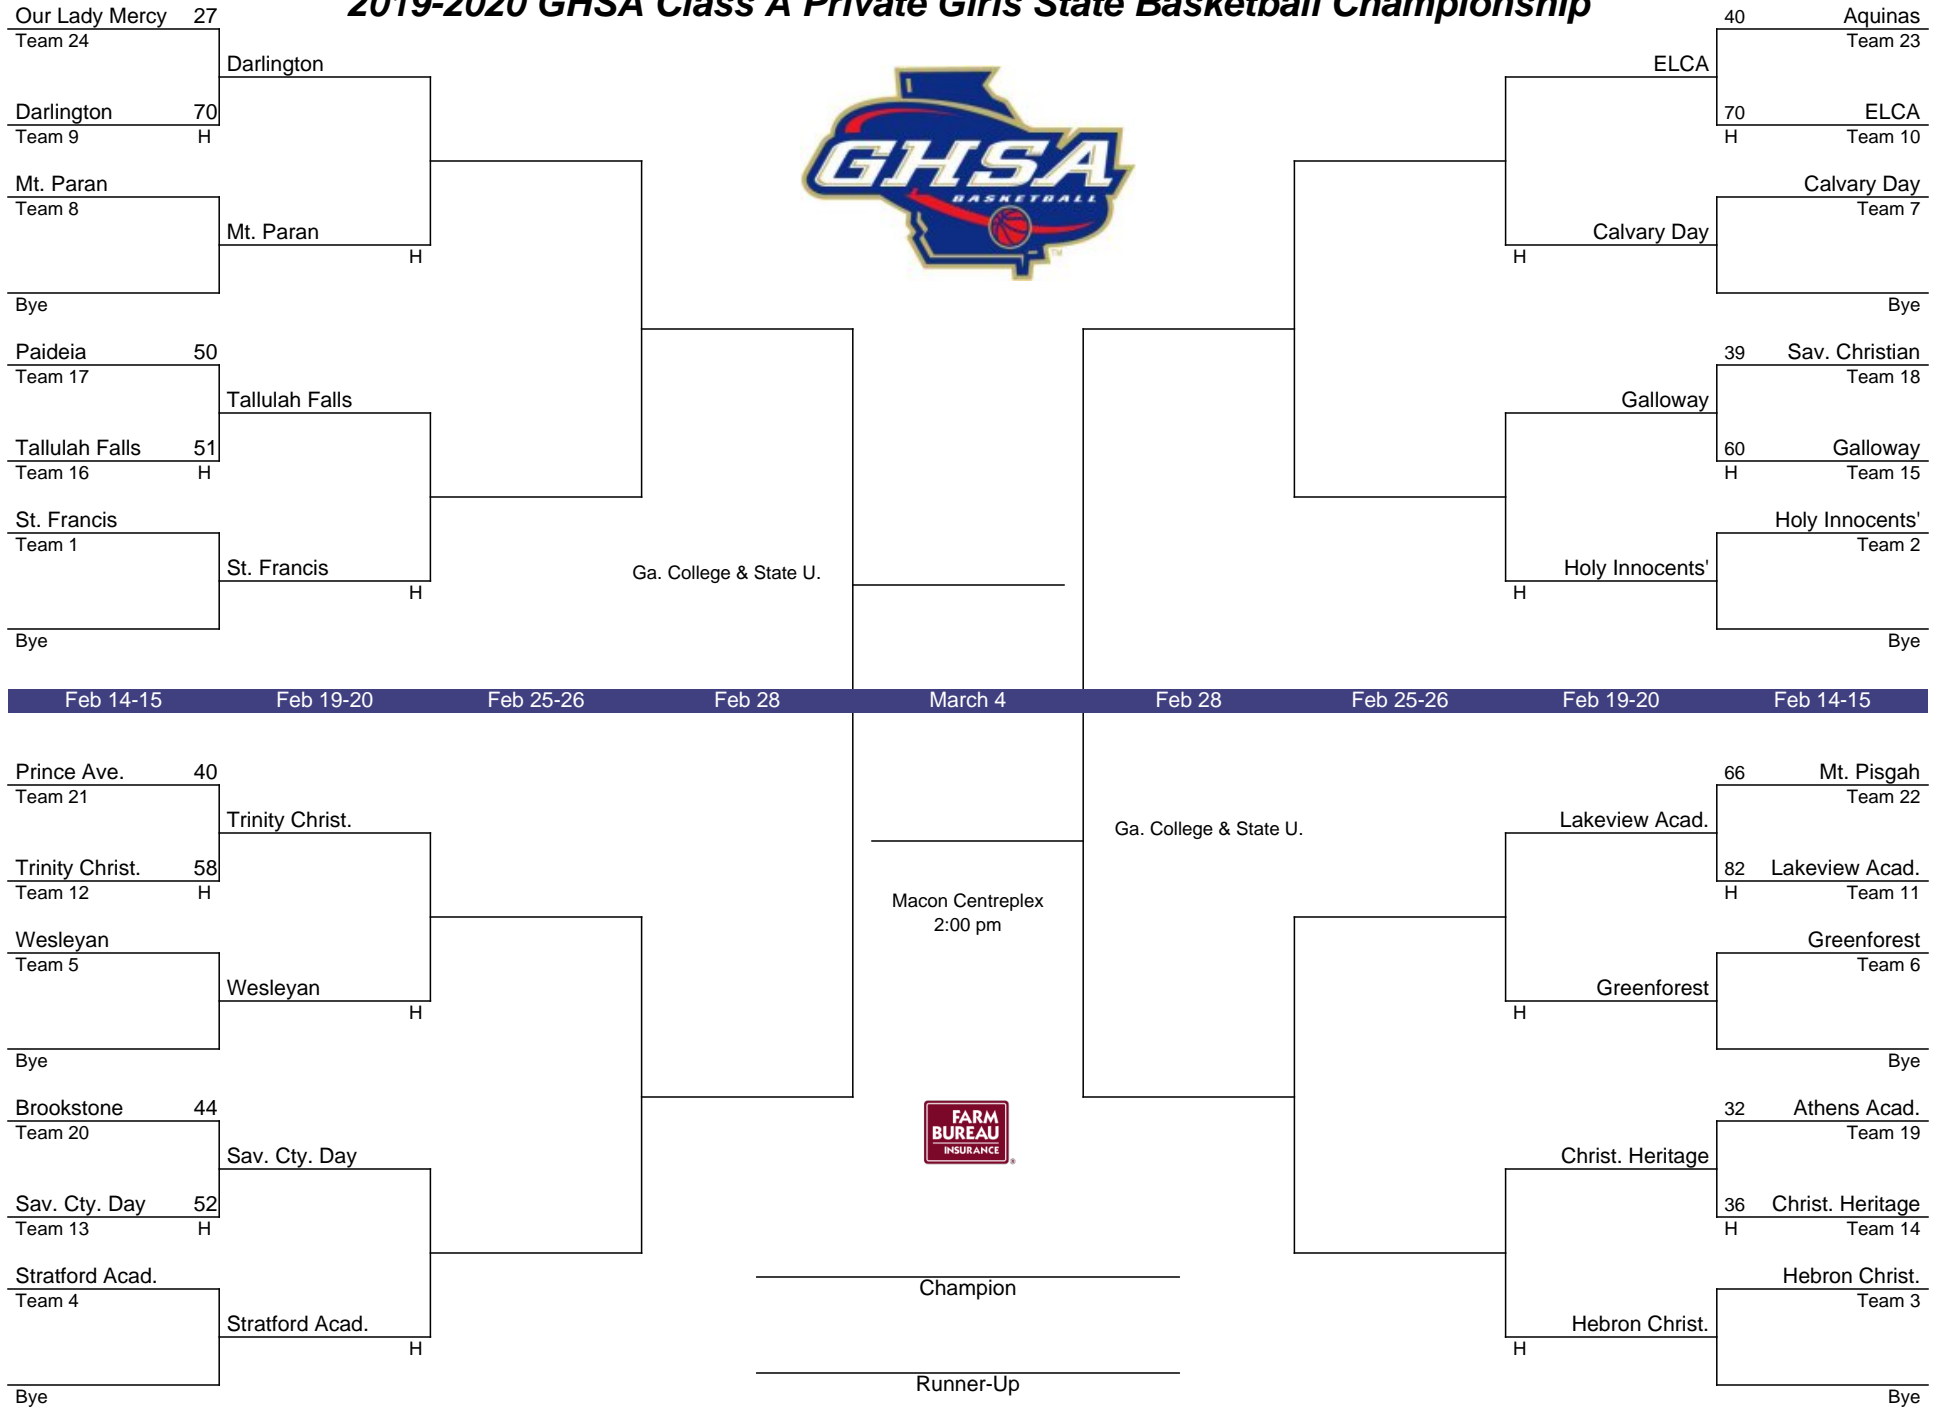 2019-2020 GHSA Class A Private Girls State Basketball Championship
Our Lady Mercy 27
Team 24
Darlington
Darlington 70
Team 9 H
Mt. Paran
Team 8
Mt. Paran
H
Bye
Paideia 50
Team 17
Tallulah Falls
Tallulah Falls 51
Team 16 H
St. Francis
Team 1
St. Francis
H
Bye
Ga. College & State U.
GHSA
BASKETBALL
TM
40 Aquinas
Team 23
ELCA
70 ELCA
H Team 10
Calvary Day
Team 7
Calvary Day
H
Bye
39 Sav. Christian
Team 18
Galloway
60 Galloway
H Team 15
Holy Innocents'
Team 2
Holy Innocents'
H
Bye
Feb 14-15 Feb 19-20 Feb 25-26 Feb 28 March 4 Feb 28 Feb 25-26 Feb 19-20 Feb 14-15
Prince Ave. 40
Team 21
Trinity Christ.
Trinity Christ. 58
Team 12 H
Wesleyan
Team 5
Wesleyan
H
Bye
Brookstone 44
Team 20
Sav. Cty. Day
Sav. Cty. Day 52
Team 13 H
Stratford Acad.
Team 4
Stratford Acad.
H
Bye
Macon Centreplex
2:00 pm
FARM
BUREAU
INSURANCE
®
Champion
Runner-Up
Ga. College & State U.
66 Mt. Pisgah
Team 22
Lakeview Acad.
82 Lakeview Acad.
H Team 11
Greenforest
Team 6
Greenforest
H
Bye
32 Athens Acad.
Team 19
Christ. Heritage
36 Christ. Heritage
H Team 14
Hebron Christ.
Team 3
Hebron Christ.
H
Bye